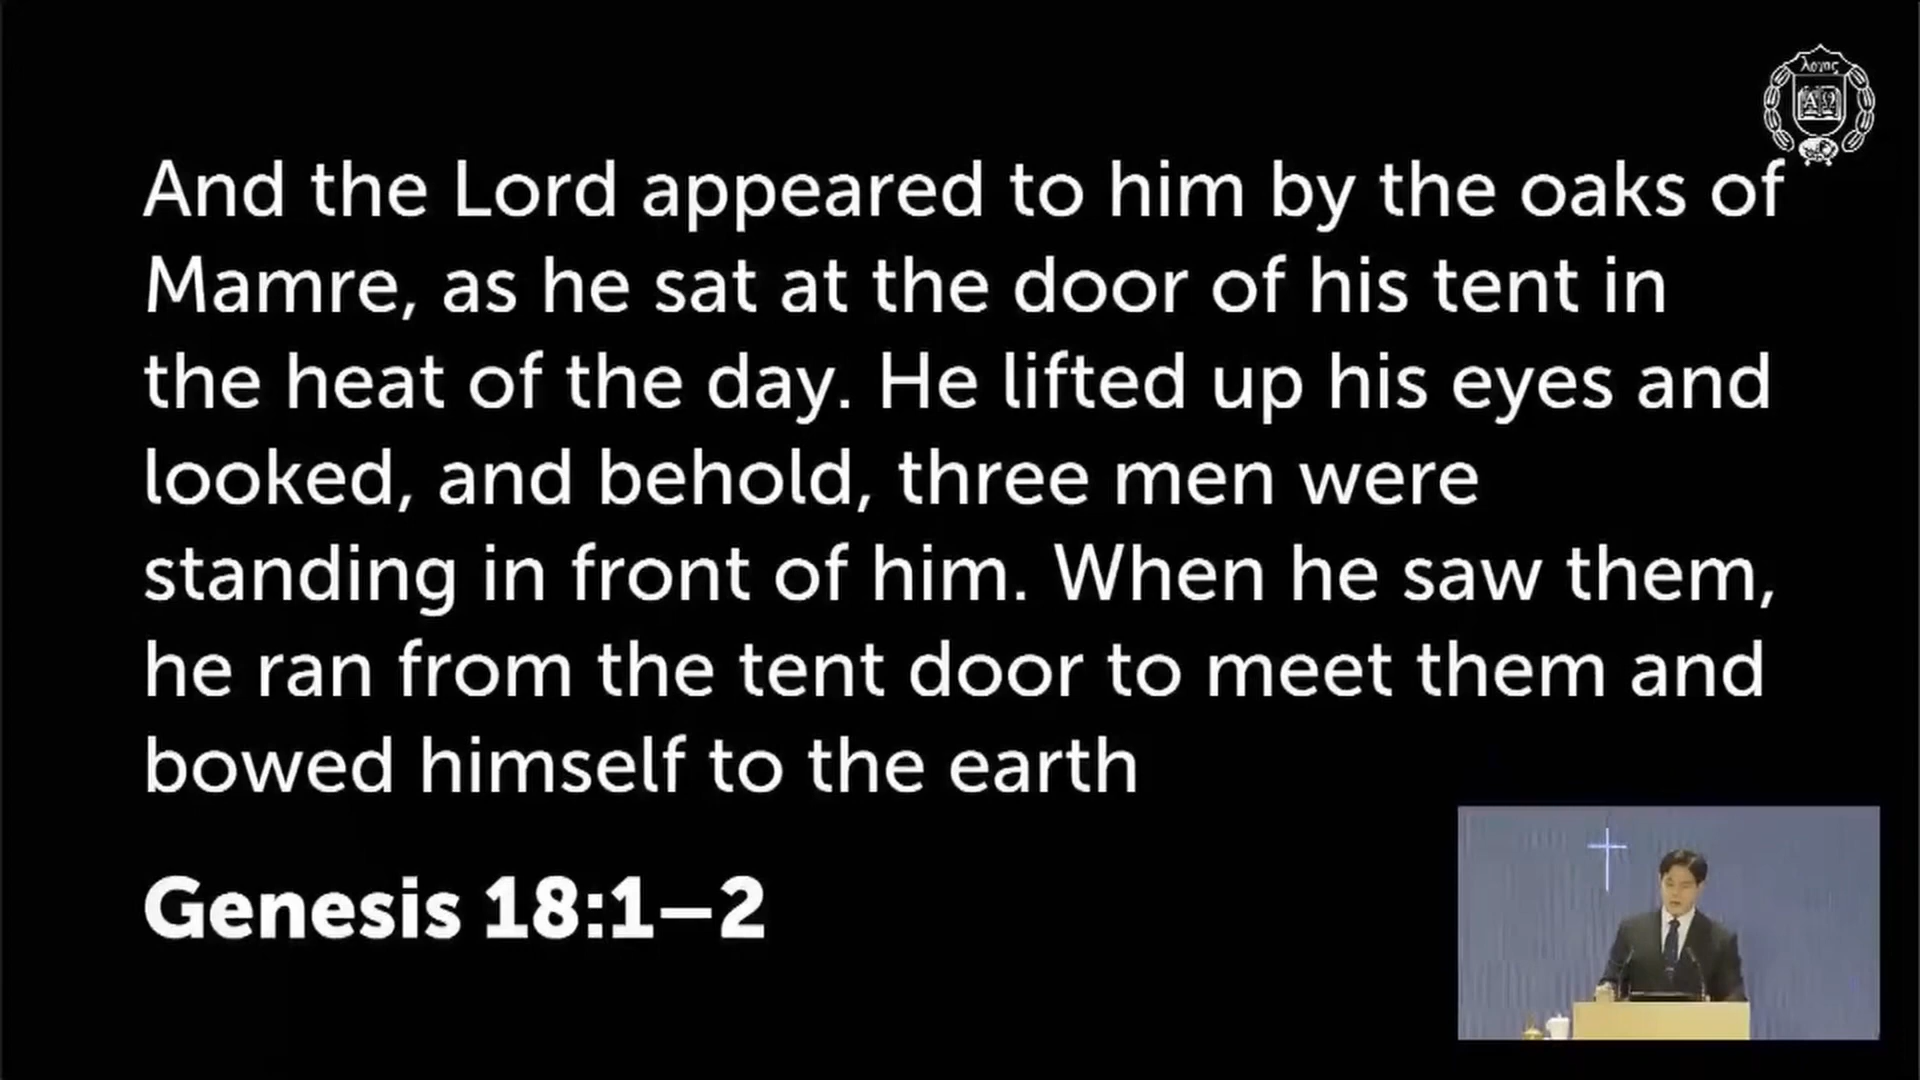 λογος
Α Ω
And the Lord appeared to him by the oaks of
Mamre, as he sat at the door of his tent in
the heat of the day. He lifted up his eyes and
looked, and behold, three men were
standing in front of him. When he saw them,
he ran from the tent door to meet them and
bowed himself to the earth
Genesis 18:1–2